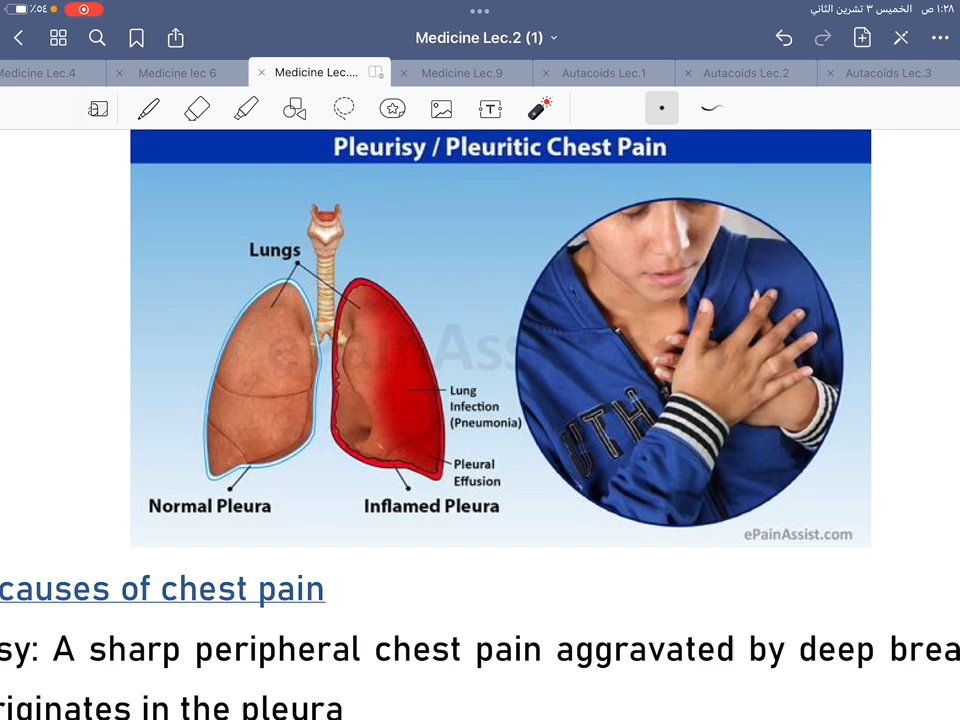 ١:٢٨ ص الخميس ٣ تشرين الثاني
٪٥٤
Medicine Lec.2 (1)
Medicine Lec.4
Medicine lec 6
Medicine Lec....
Medicine Lec.9
Autacoids Lec.1
Autacoids Lec.2
Autacoids Lec.3
Pleurisy / Pleuritic Chest Pain
Lungs
Lung
Infection
(Pneumonia)
Pleural
Effusion
Normal Pleura
Inflamed Pleura
ePainAssist.com
causes of chest pain
sy: A sharp peripheral chest pain aggravated by deep brea
riginates in the pleura